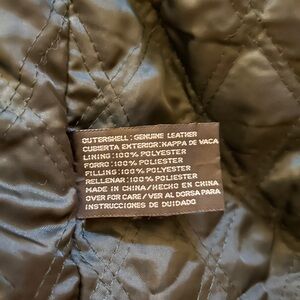 OUTERSHELL: GENUINE LEATHER
CUBIERTA EXTERIOR: NAPPA DE VACA
LINING: 100% POLYESTER
FORRO: 100% POLIESTER
FILLING: 100% POLYESTER
RELLENAR: 100% POLIESTER
MADE IN CHINA/HECHO EN CHINA
OVER FOR CARE/VER AL DORSA PARA
INSTRUCCIONES DE DUIDADO